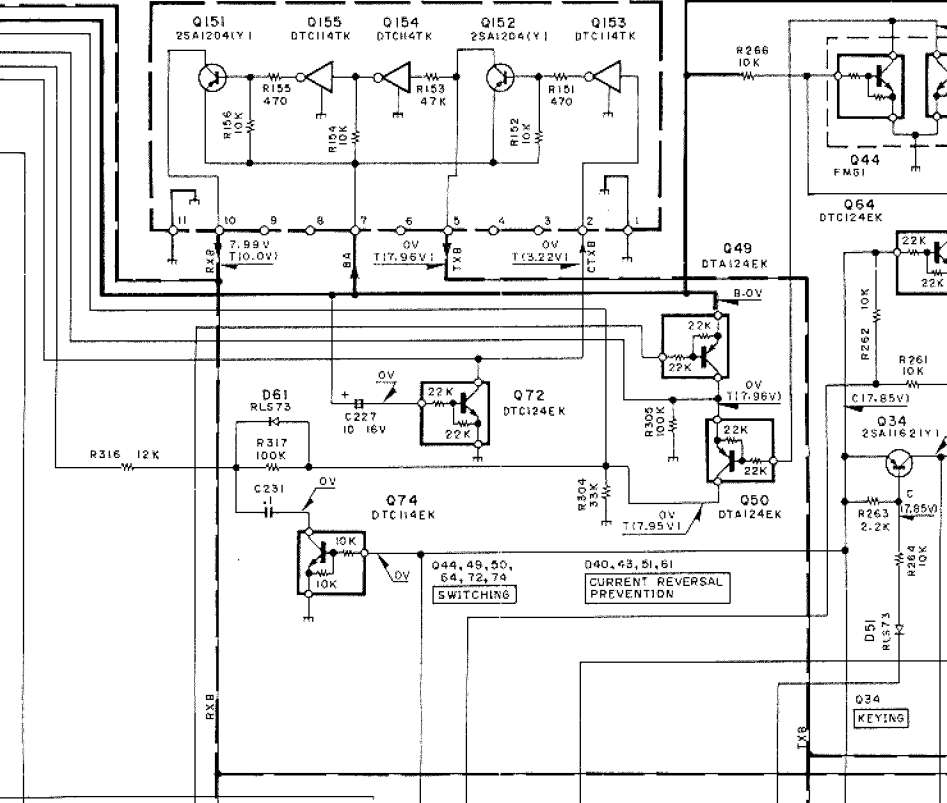 Q151 Q155 Q154 Q152 Q153
2SA1204(Y) DTC114TK DTC114TK 2SA1204(Y) DTC114TK
R155 470
R153 47K
R151 470
R156 10K
R154 10K
R152 10K
R266
10K
Q44
FMG1
Q64
DTC124EK
11 10 9 8 7 6 5 4 3 2 1
RXB
7.99V
T(0.0V)
8A
0V
T(7.96V)
TXB
0V
T(3.22V)
CTXB
Q49
DTA124EK
8.0V
22K
22K
22K
22K
R262 10K
R261
10K
C(7.85V)
0V
T(7.96V)
D61
RLS73
R317
100K
R316 12K
C231
.1
0V
+
C227
10 16V
0V
22K
22K
Q72
DTC124EK
R305
100K
22K
22K
Q50
DTA124EK
R304
33K
0V
T(7.95V)
Q34
2SA1162(Y)
C
(7.85V)
R263
2.2K
R264
10K
Q74
DTC114EK
10K
10K
0V
Q44,49,50,
64,72,74
SWITCHING
D40,43,51,61
CURRENT REVERSAL
PREVENTION
D51
RLS73
Q34
KEYING
RXB
TXB